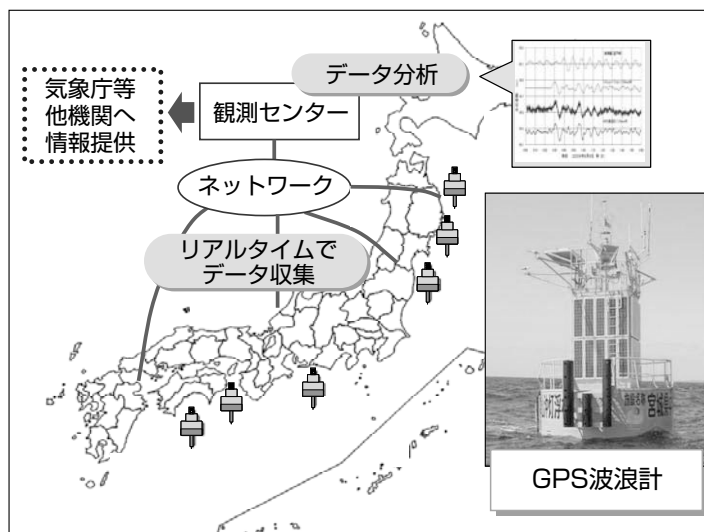 データ分析
気象庁等
他機関へ
情報提供
観測センター
ネットワーク
リアルタイムで
データ収集
GPS波浪計